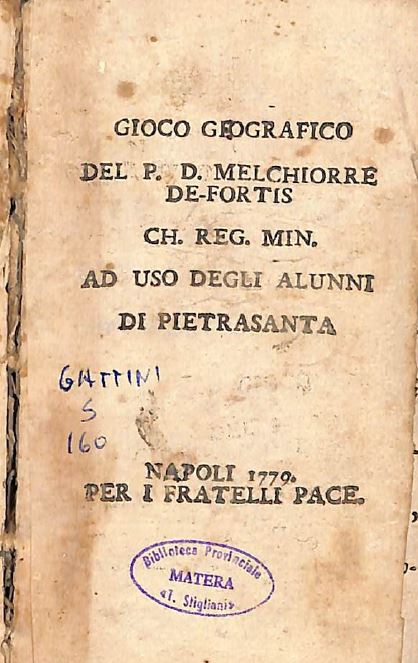 GIOCO GEOGRAFICO
DEL P. D. MELCHIORRE
DE-FORTIS
CH. REG. MIN.
AD USO DEGLI ALUNNI
DI PIETRASANTA
GATTINI
S
160
NAPOLI 1779.
PER I FRATELLI PACE.
Biblioteca Provinciale
MATERA
«T. Stigliani»